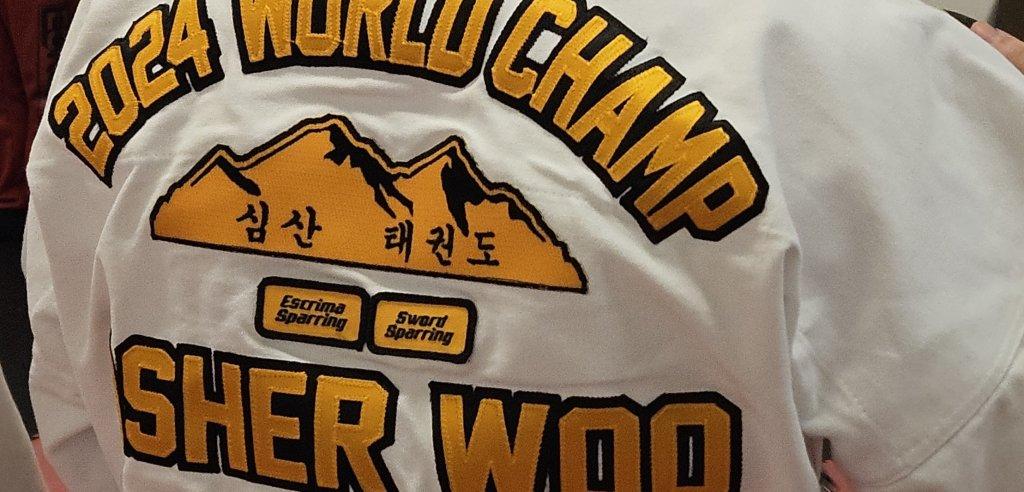 2024 WORLD CHAMP
심산 태권도
Escrima Sparring
Sword Sparring
SHER WOO